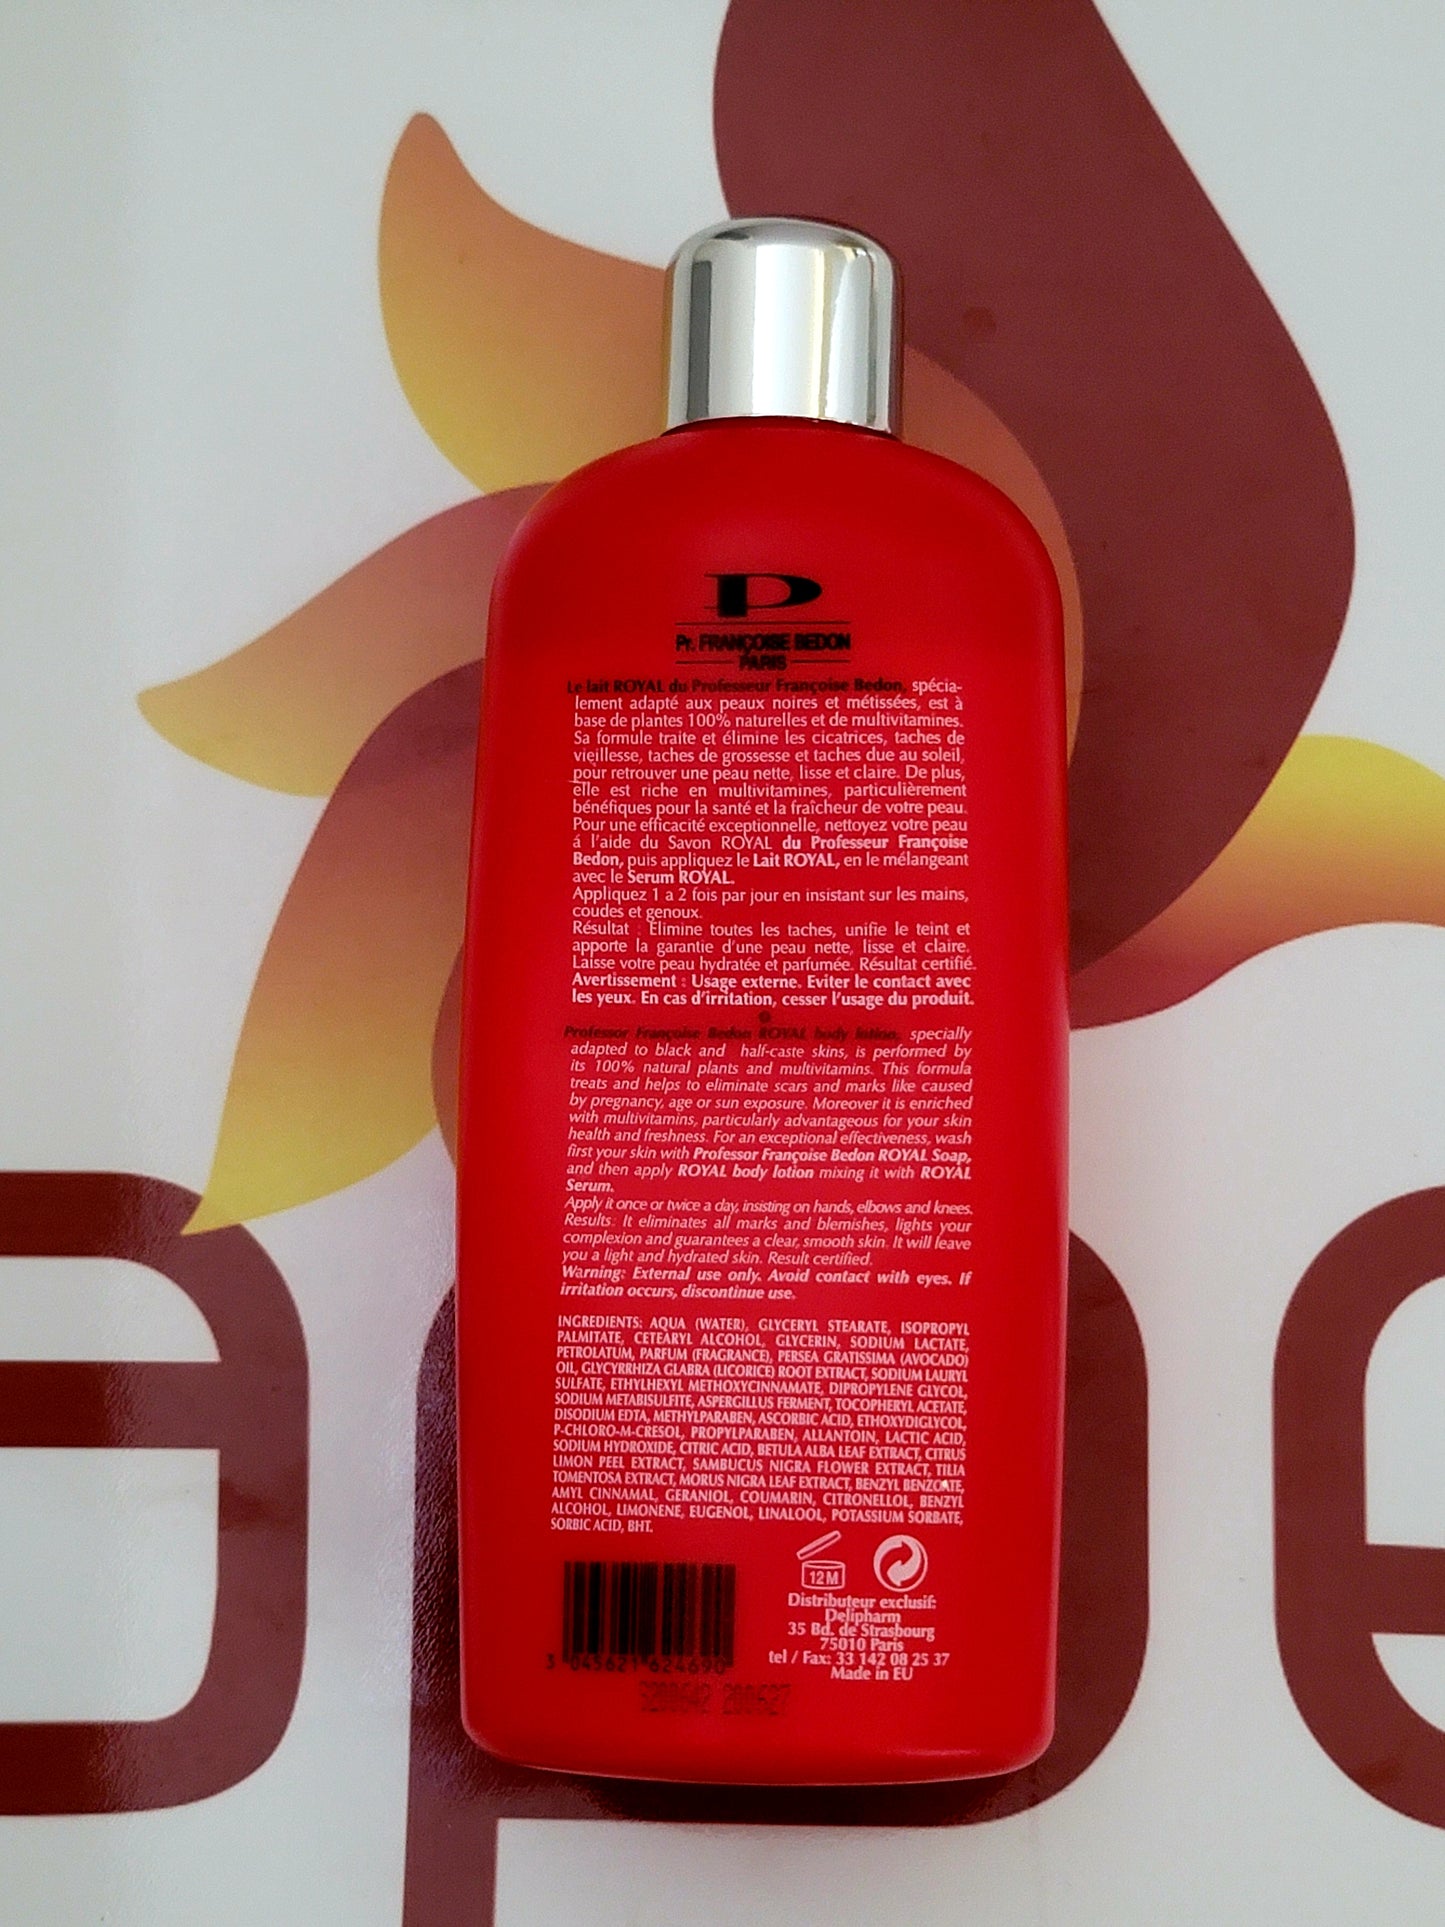 P
Pr. FRANÇOISE BEDON
PARIS
Le lait ROYAL du Professeur Françoise Bedon, spécia-
lement adapté aux peaux noires et métissées, est à
base de plantes 100% naturelles et de multivitamines.
Sa formule traite et élimine les cicatrices, taches de
vieillesse, taches de grossesse et taches due au soleil,
pour retrouver une peau nette, lisse et claire. De plus,
elle est riche en multivitamines, particulièrement
bénéfiques pour la santé et la fraîcheur de votre peau.
Pour une efficacité exceptionnelle, nettoyez votre peau
á l'aide du Savon ROYAL du Professeur Françoise
Bedon, puis appliquez le Lait ROYAL, en le mélangeant
avec le Serum ROYAL.
Appliquez 1 a 2 fois par jour en insistant sur les mains,
coudes et genoux.
Résultat : Élimine toutes les taches, unifie le teint et
apporte la garantie d'une peau nette, lisse et claire.
Laisse votre peau hydratée et parfumée. Résultat certifié.
Avertissement : Usage externe. Eviter le contact avec
les yeux. En cas d'irritation, cesser l'usage du produit.
Professor Françoise Bedon ROYAL body lotion, specially
adapted to black and half-caste skins, is performed by
its 100% natural plants and multivitamins. This formula
treats and helps to eliminate scars and marks like caused
by pregnancy, age or sun exposure. Moreover it is enriched
with multivitamins, particularly advantageous for your skin
health and freshness. For an exceptional effectiveness, wash
first your skin with Professor Françoise Bedon ROYAL Soap,
and then apply ROYAL body lotion mixing it with ROYAL
Serum.
Apply it once or twice a day, insisting on hands, elbows and knees.
Results: It eliminates all marks and blemishes, lights your
complexion and guarantees a clear, smooth skin. It will leave
you a light and hydrated skin. Result certified.
Warning: External use only. Avoid contact with eyes. If
irritation occurs, discontinue use.
INGREDIENTS: AQUA (WATER), GLYCERYL STEARATE, ISOPROPYL
PALMITATE, CETEARYL ALCOHOL, GLYCERIN, SODIUM LACTATE,
PETROLATUM, PARFUM (FRAGRANCE), PERSEA GRATISSIMA (AVOCADO)
OIL, GLYCYRRHIZA GLABRA (LICORICE) ROOT EXTRACT, SODIUM LAURYL
SULFATE, ETHYLHEXYL METHOXYCINNAMATE, DIPROPYLENE GLYCOL,
SODIUM METABISULFITE, ASPERGILLUS FERMENT, TOCOPHERYL ACETATE,
DISODIUM EDTA, METHYLPARABEN, ASCORBIC ACID, ETHOXYDIGLYCOL,
P-CHLORO-M-CRESOL, PROPYLPARABEN, ALLANTOIN, LACTIC ACID,
SODIUM HYDROXIDE, CITRIC ACID, BETULA ALBA LEAF EXTRACT, CITRUS
LIMON PEEL EXTRACT, SAMBUCUS NIGRA FLOWER EXTRACT, TILIA
TOMENTOSA EXTRACT, MORUS NIGRA LEAF EXTRACT, BENZYL BENZOATE,
AMYL CINNAMAL, GERANIOL, COUMARIN, CITRONELLOL, BENZYL
ALCOHOL, LIMONENE, EUGENOL, LINALOOL, POTASSIUM SORBATE,
SORBIC ACID, BHT.
12M
Distributeur exclusif:
Delipharm
35 Bd. de Strasbourg
75010 Paris
tel / Fax: 33 142 08 25 37
Made in EU
3 045621 624690